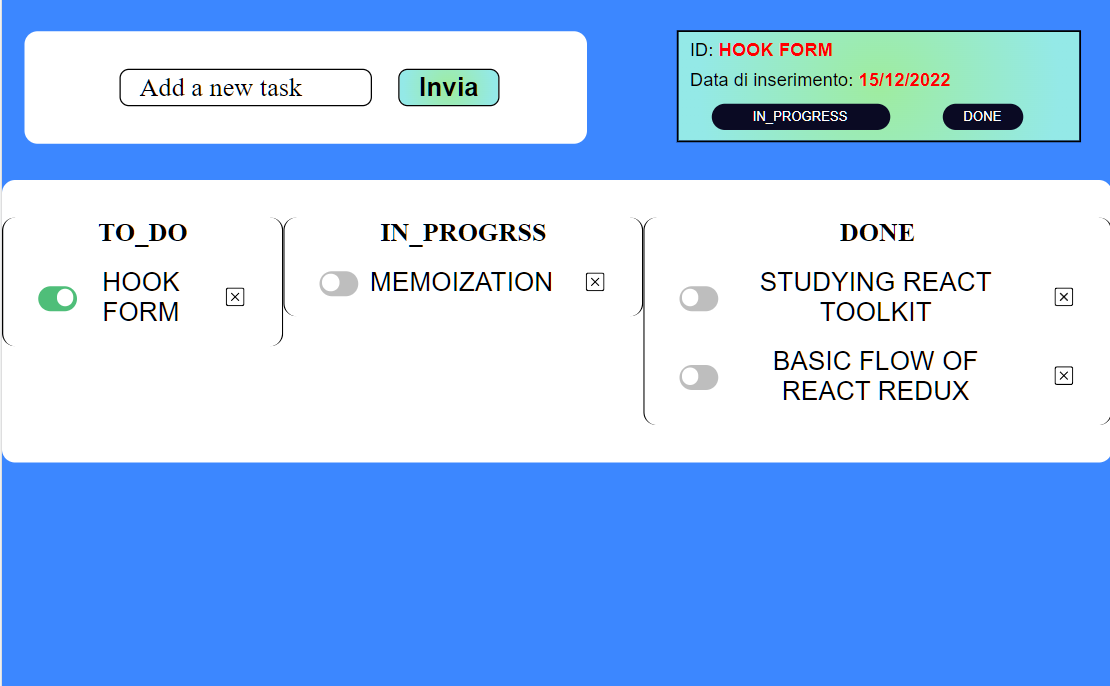 Add a new task
Invia
ID: HOOK FORM
Data di inserimento: 15/12/2022
IN_PROGRESS
DONE
TO_DO
HOOK
FORM
IN_PROGRSS
MEMOIZATION
DONE
STUDYING REACT
TOOLKIT
BASIC FLOW OF
REACT REDUX